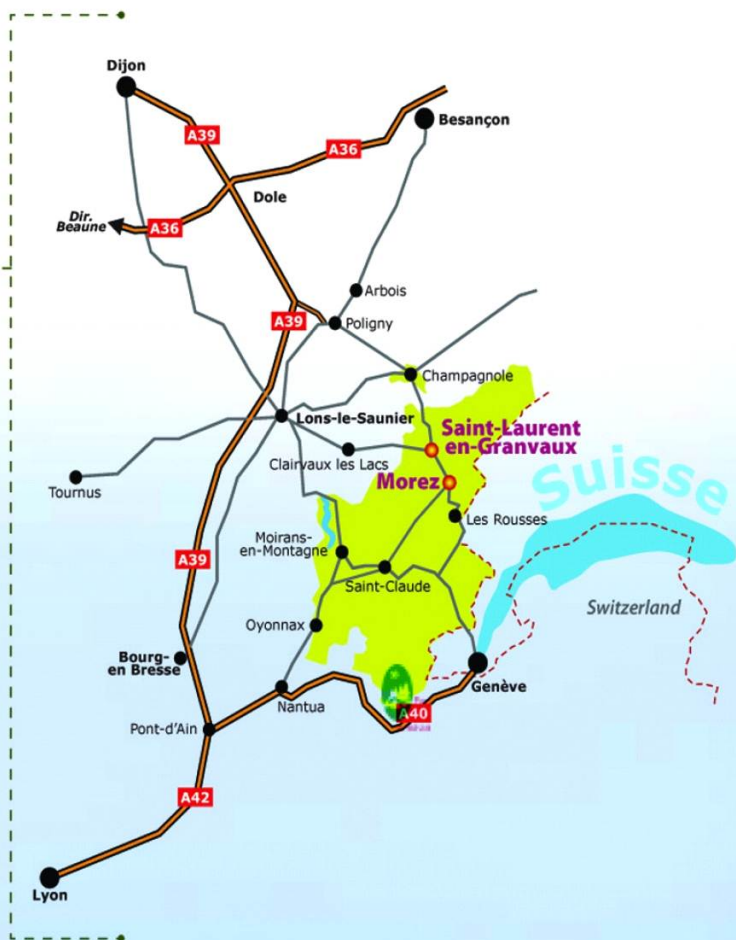 Dijon
A39
Besançon
A36
Dole
Dir.
Beaune
A36
Arbois
A39
Poligny
Champagnole
Lons-le-Saunier
Saint-Laurent
en-Granvaux
Clairvaux les Lacs
Morez
Suisse
Tournus
Les Rousses
Moirans-
en-Montagne
A39
Saint-Claude
Switzerland
Oyonnax
Bourg-
en Bresse
Genève
Nantua
A40
Pont-d'Ain
A42
Lyon